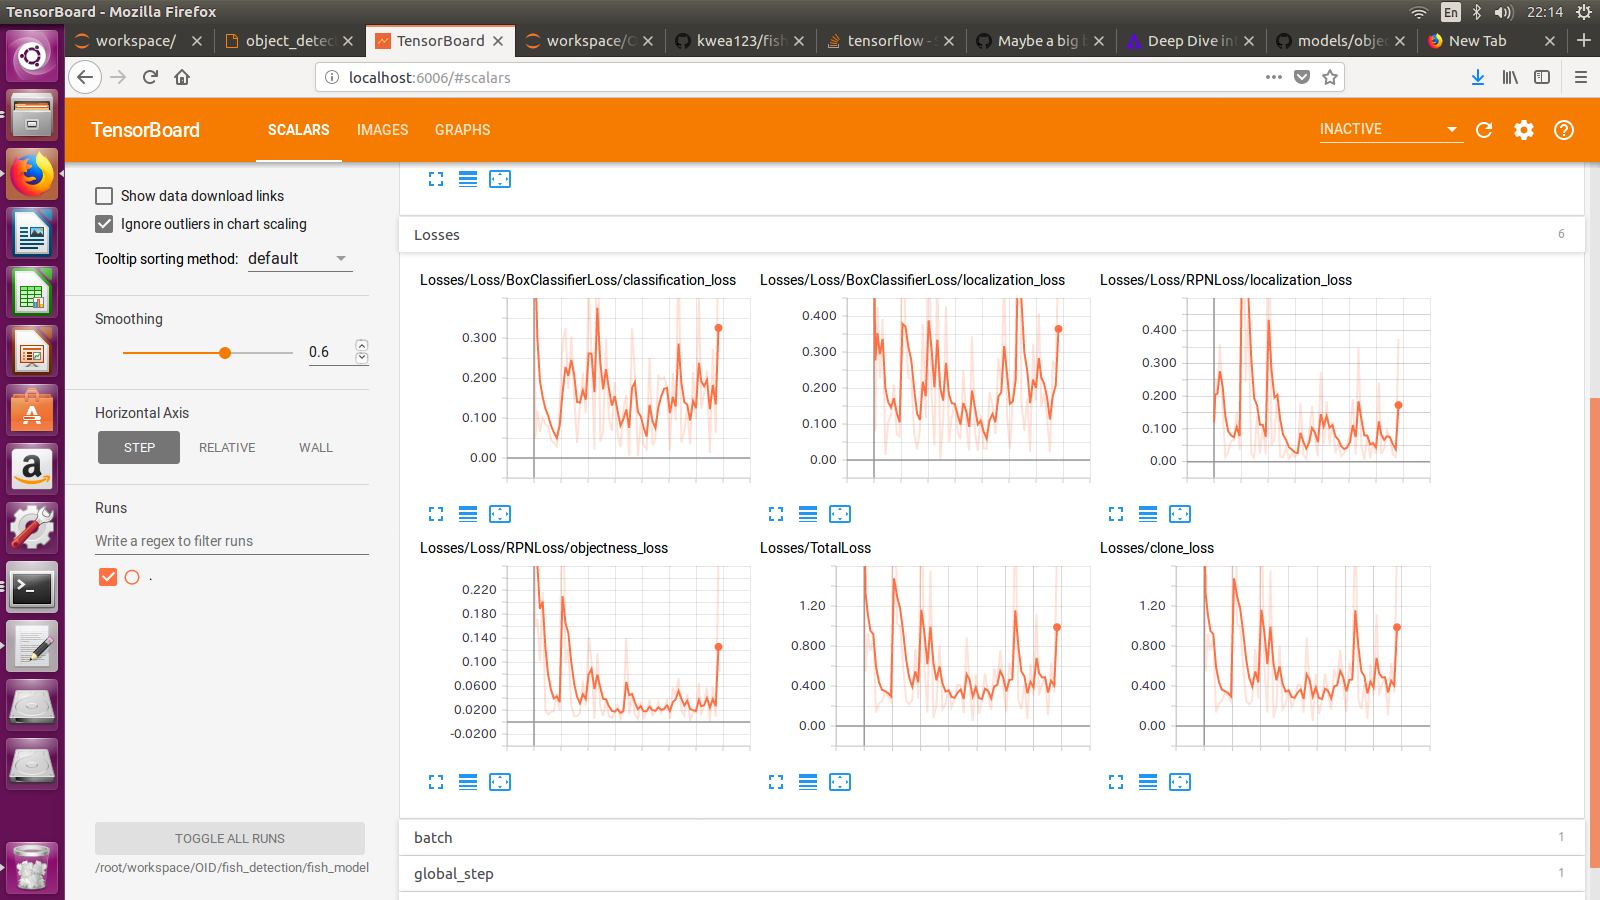 TensorBoard - Mozilla Firefox
En
22:14
workspace/
object_detec
TensorBoard
workspace/O
kwea123/fish
tensorflow - S
Maybe a big b
Deep Dive int
models/objec
New Tab
localhost:6006/#scalars
TensorBoard
SCALARS
IMAGES
GRAPHS
INACTIVE
Show data download links
Ignore outliers in chart scaling
Tooltip sorting method: default
Smoothing
0.6
Horizontal Axis
STEP
RELATIVE
WALL
Runs
Write a regex to filter runs
.
TOGGLE ALL RUNS
/root/workspace/OID/fish_detection/fish_model
Losses
6
Losses/Loss/BoxClassifierLoss/classification_loss
0.300
0.200
0.100
0.00
Losses/Loss/BoxClassifierLoss/localization_loss
0.400
0.300
0.200
0.100
0.00
Losses/Loss/RPNLoss/localization_loss
0.400
0.300
0.200
0.100
0.00
Losses/Loss/RPNLoss/objectness_loss
0.220
0.180
0.140
0.100
0.0600
0.0200
-0.0200
Losses/TotalLoss
1.20
0.800
0.400
0.00
Losses/clone_loss
1.20
0.800
0.400
0.00
batch
1
global_step
1